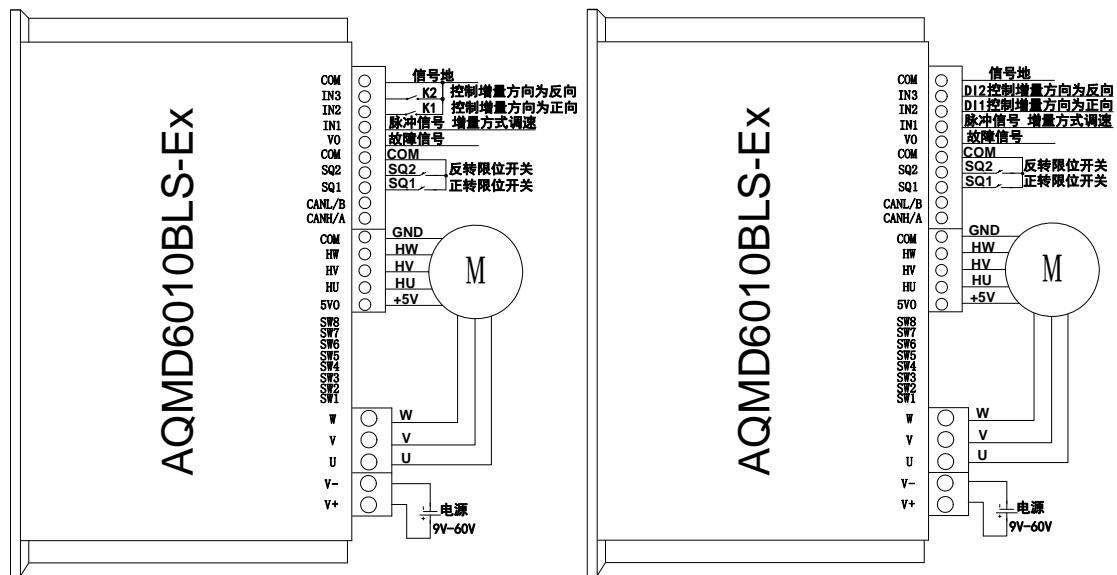 AQMD6010BLS-Ex
COM 信号地
IN3 K2 控制增量方向为反向
IN2 K1 控制增量方向为正向
IN1 脉冲信号 增量方式调速
VO 故障信号
COM COM
SQ2 SQ2 反转限位开关
SQ1 SQ1 正转限位开关
CANL/B
CANH/A
COM GND
HW HW
HV HV
HU HU
5VO +5V
M
SW8
SW7
SW6
SW5
SW4
SW3
SW2
SW1
W W
V V
U U
V-
V+ 电源
9V-60V
AQMD6010BLS-Ex
COM 信号地
IN3 DI2控制增量方向为反向
IN2 DI1控制增量方向为正向
IN1 脉冲信号 增量方式调速
VO 故障信号
COM COM
SQ2 SQ2 反转限位开关
SQ1 SQ1 正转限位开关
CANL/B
CANH/A
COM GND
HW HW
HV HV
HU HU
5VO +5V
M
SW8
SW7
SW6
SW5
SW4
SW3
SW2
SW1
W W
V V
U U
V-
V+ 电源
9V-60V